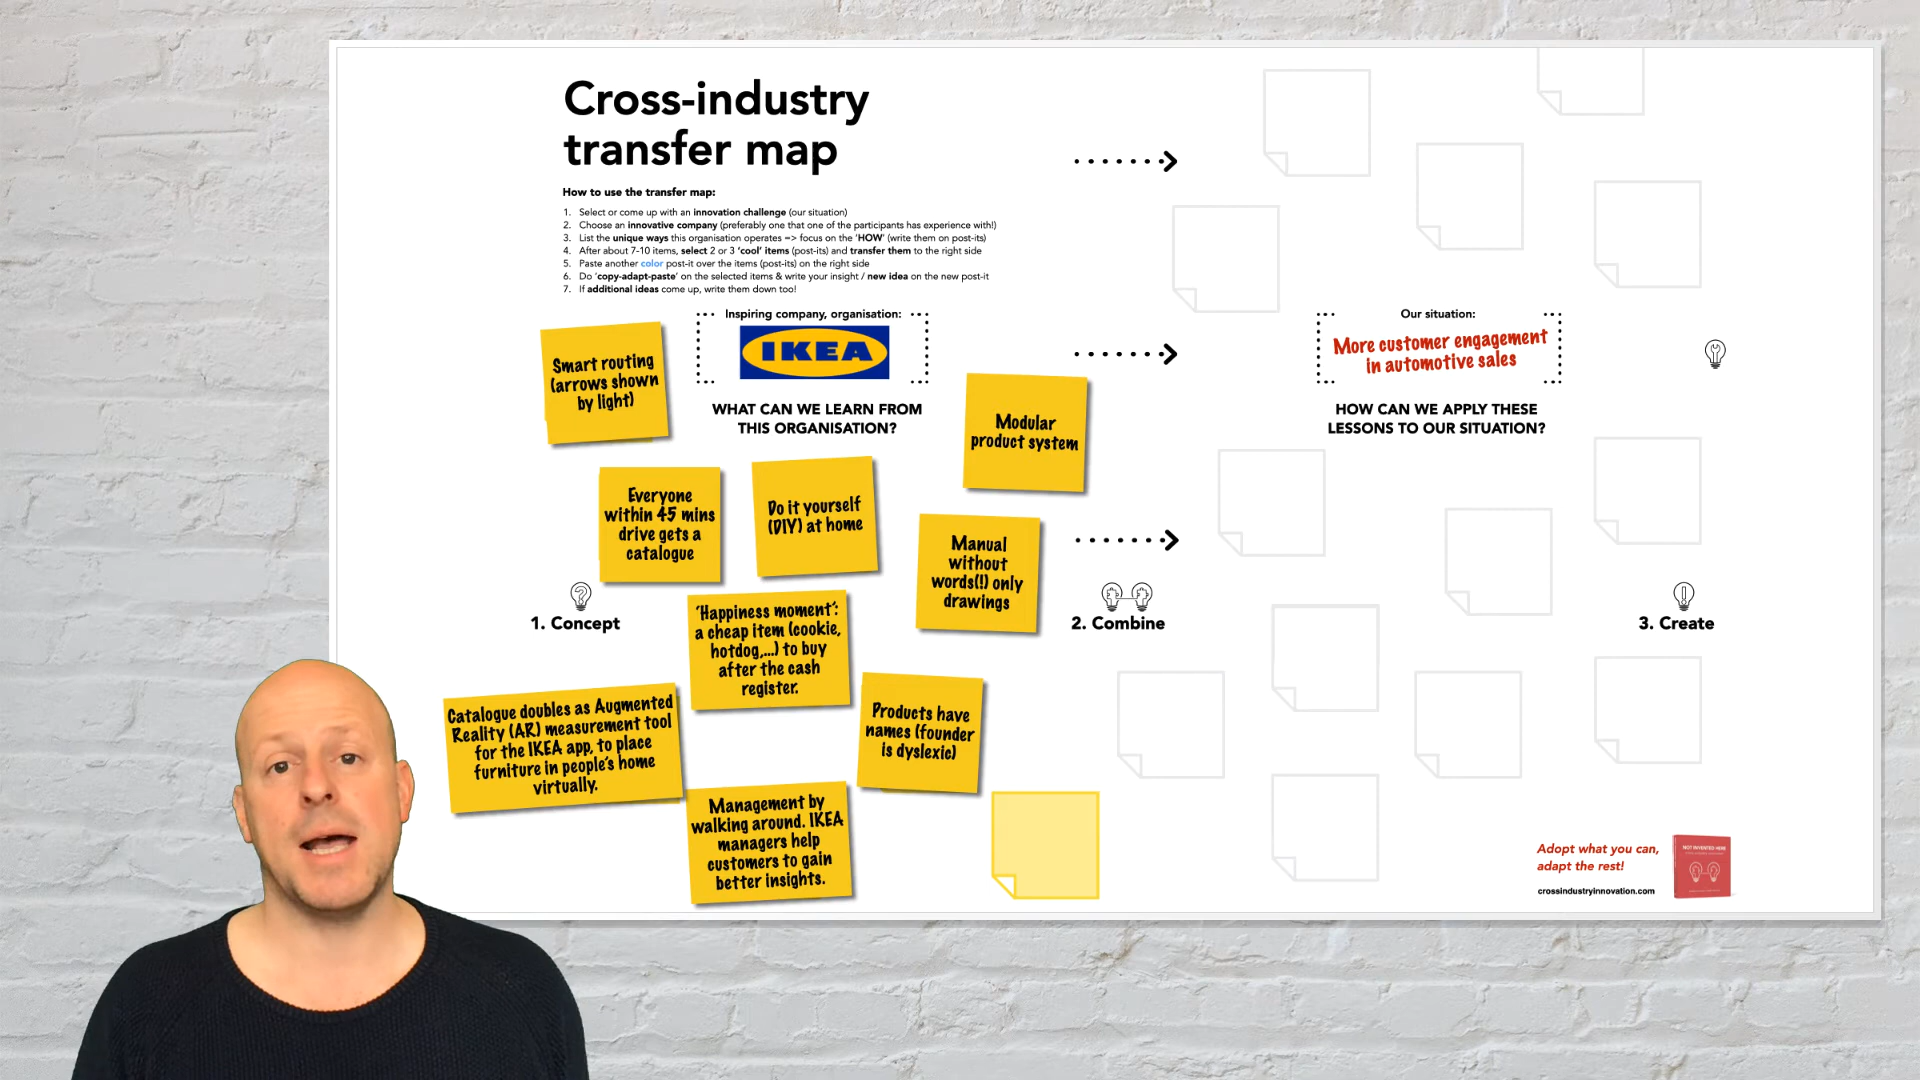 Cross-industry
transfer map
How to use the transfer map:
1. Select or come up with an innovation challenge (our situation)
2. Choose an innovative company (preferably one that one of the participants has experience with!)
3. List the unique ways this organisation operates => focus on the 'HOW' (write them on post-its)
4. After about 7-10 items, select 2 or 3 'cool' items (post-its) and transfer them to the right side
5. Paste another color post-it over the items (post-its) on the right side
6. Do 'copy-adapt-paste' on the selected items & write your insight / new idea on the new post-it
7. If additional ideas come up, write them down too!
Inspiring company, organisation:
IKEA
WHAT CAN WE LEARN FROM
THIS ORGANISATION?
Our situation:
More customer engagement
in automotive sales
HOW CAN WE APPLY THESE
LESSONS TO OUR SITUATION?
Smart routing
(arrows shown
by light)
Modular
product system
Everyone
within 45 mins
drive gets a
catalogue
Do it yourself
(DIY) at home
Manual
without
words(!) only
drawings
1. Concept
'Happiness moment':
a cheap item (cookie,
hotdog,...) to buy
after the cash
register.
2. Combine
3. Create
Catalogue doubles as Augmented
Reality (AR) measurement tool
for the IKEA app, to place
furniture in people's home
virtually.
Products have
names (founder
is dyslexic)
Management by
walking around. IKEA
managers help
customers to gain
better insights.
Adopt what you can,
adapt the rest!
crossindustryinnovation.com
NOT INVENTED HERE